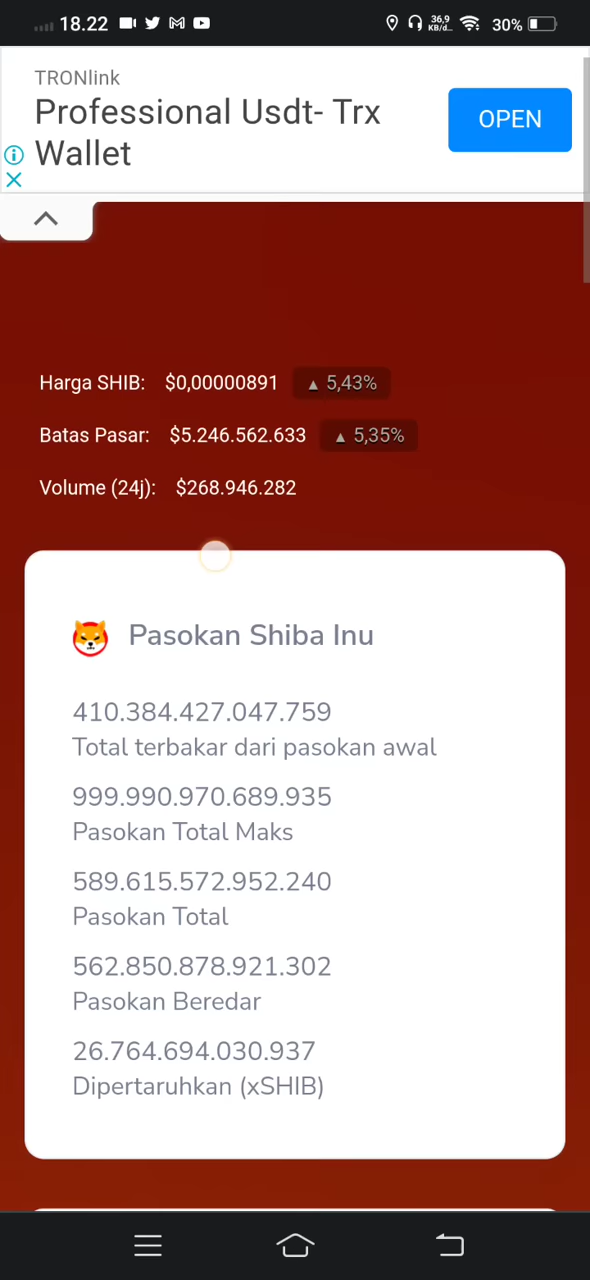 18.22
36,9
KB/d...
30%
TRONlink
Professional Usdt- Trx
Wallet
OPEN
Harga SHIB: $0,00000891 ▲ 5,43%
Batas Pasar: $5.246.562.633 ▲ 5,35%
Volume (24j): $268.946.282
Pasokan Shiba Inu
410.384.427.047.759
Total terbakar dari pasokan awal
999.990.970.689.935
Pasokan Total Maks
589.615.572.952.240
Pasokan Total
562.850.878.921.302
Pasokan Beredar
26.764.694.030.937
Dipertaruhkan (xSHIB)